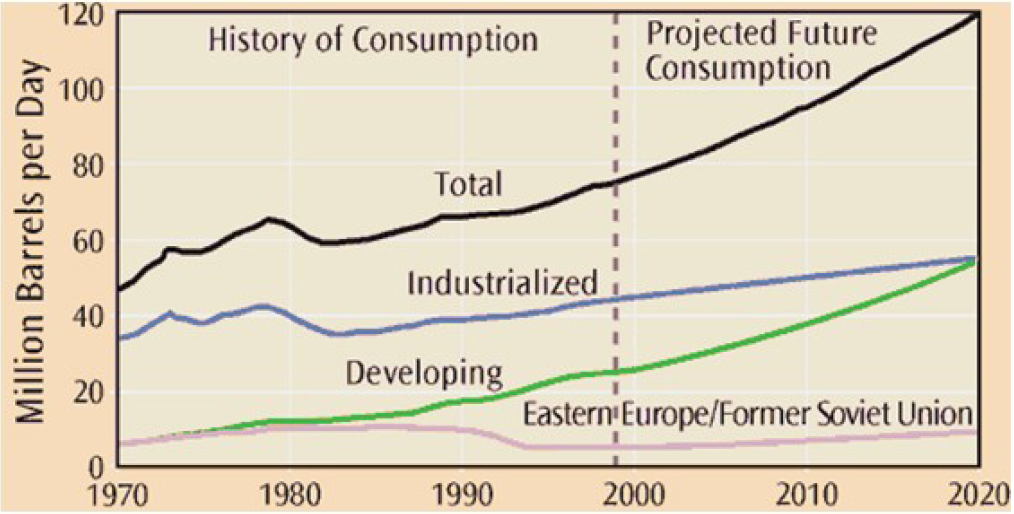 Million Barrels per Day
120
100
80
60
40
20
0
History of Consumption
Projected Future
Consumption
Total
Industrialized
Developing
Eastern Europe/Former Soviet Union
1970
1980
1990
2000
2010
2020